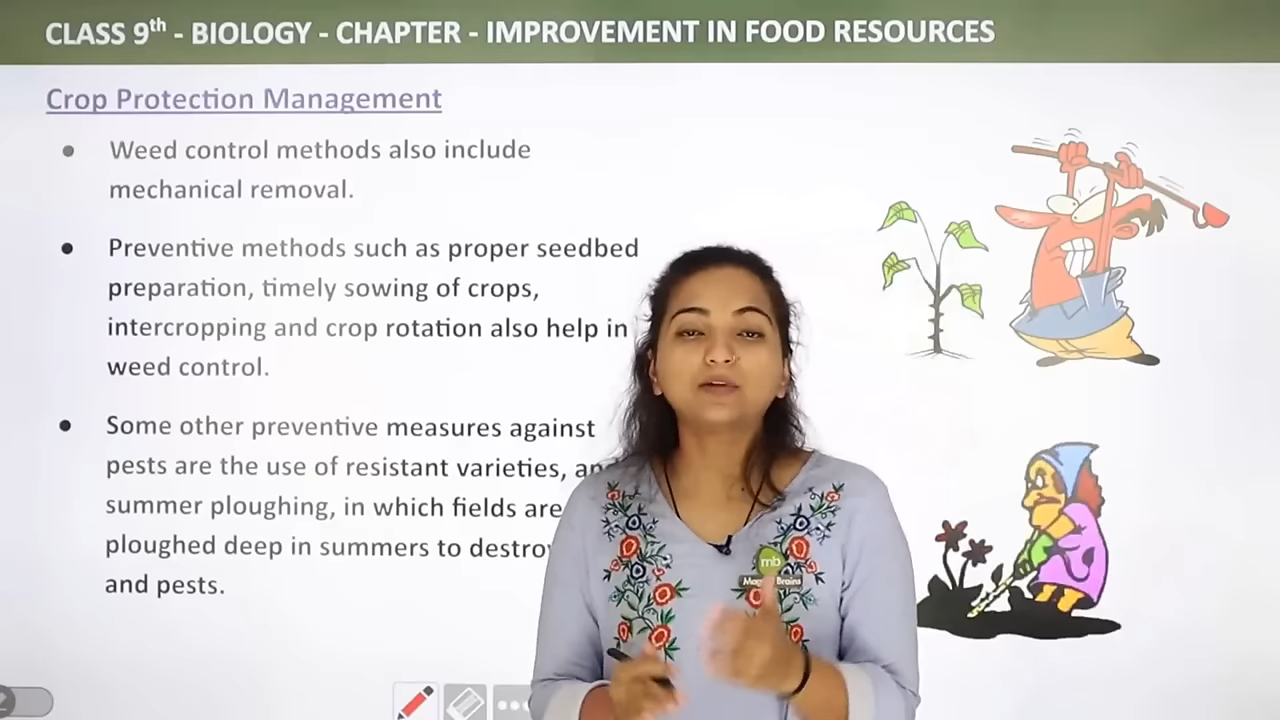 CLASS 9th - BIOLOGY - CHAPTER - IMPROVEMENT IN FOOD RESOURCES
Crop Protection Management
• Weed control methods also include
mechanical removal.
• Preventive methods such as proper seedbed
preparation, timely sowing of crops,
intercropping and crop rotation also help in
weed control.
• Some other preventive measures against
pests are the use of resistant varieties,
summer ploughing, in which fields are
ploughed deep in summers to
and pests.
mb
Brains